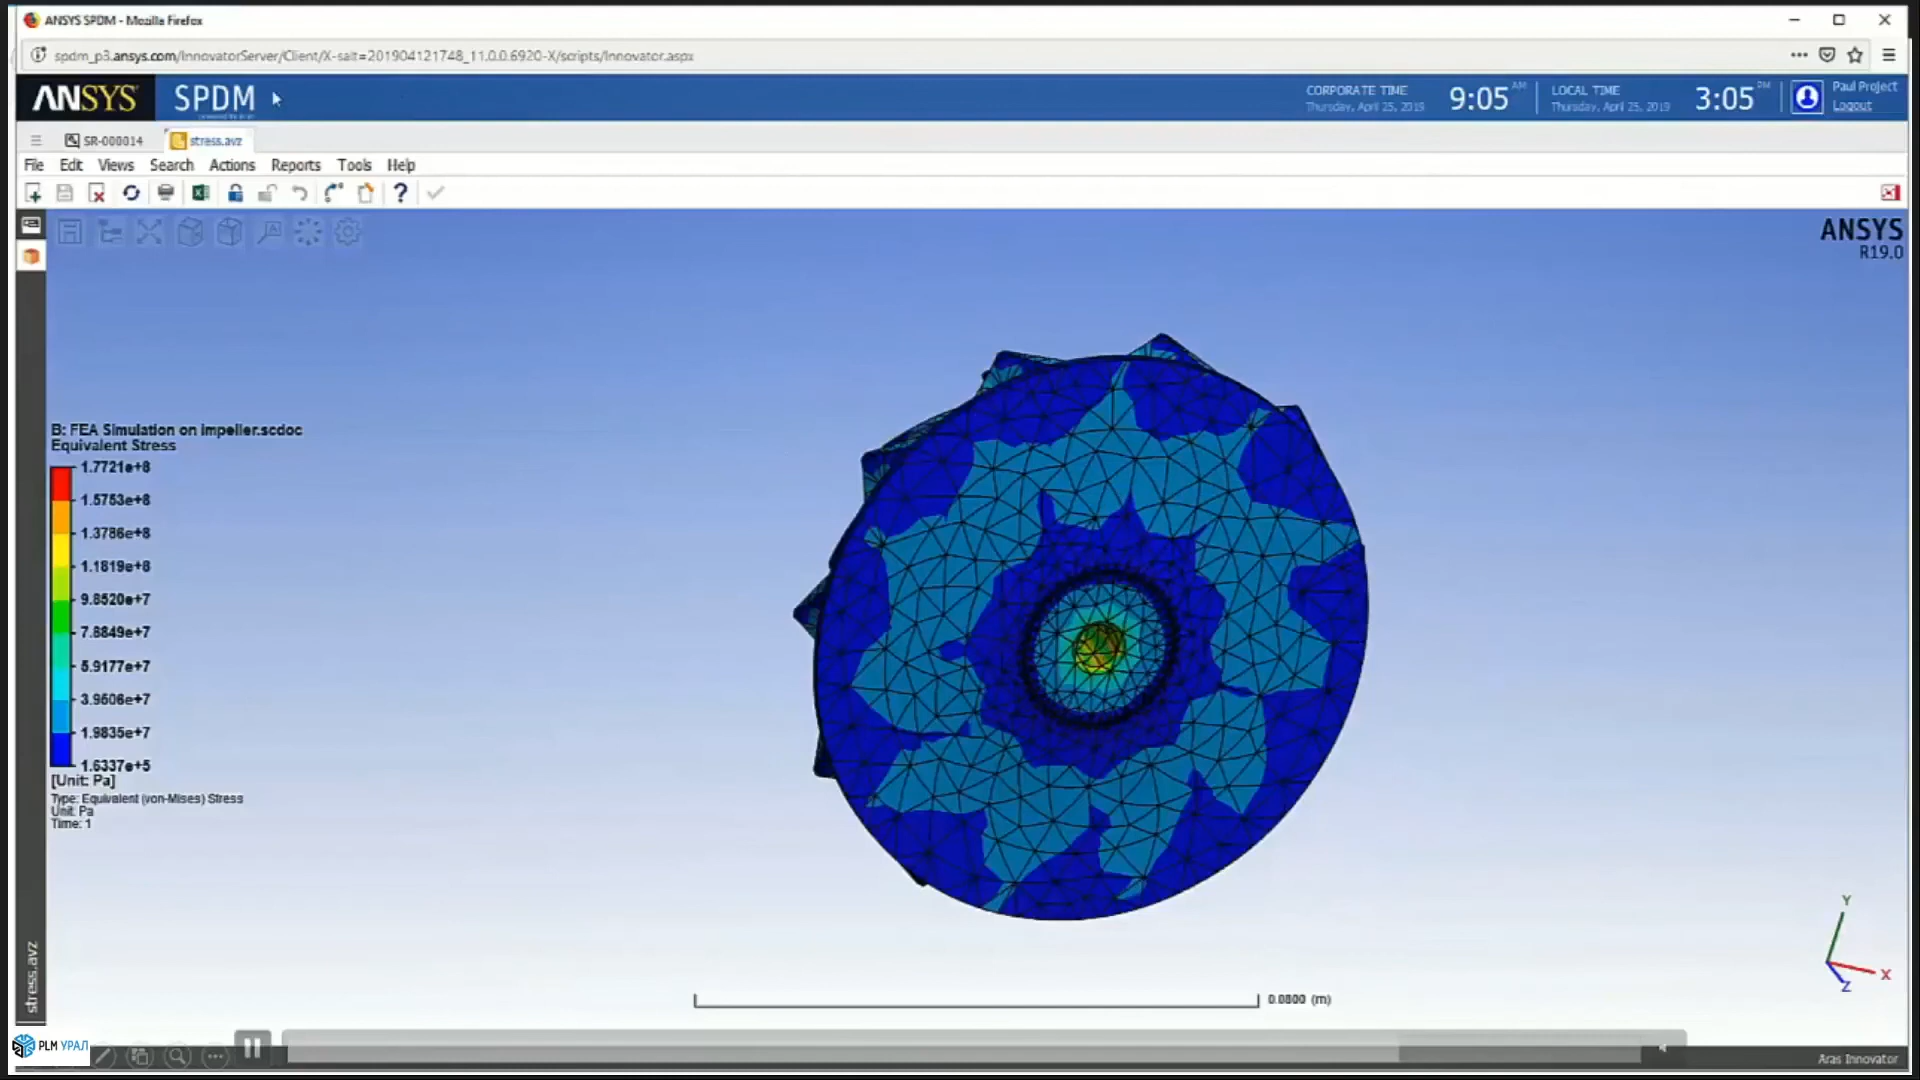 ANSYS SPDM - Mozilla Firefox
spdm_p3.ansys.com/InnovatorServer/Client/X-salt=201904121748_11.0.0.6920-X/scripts/Innovator.aspx
ANSYS SPDM
CORPORATE TIME
Thursday, April 25, 2019
9:05 AM
LOCAL TIME
Thursday, April 25, 2019
3:05 PM
Paul Project
Logout
SR-000014 stress.avz
File Edit Views Search Actions Reports Tools Help
ANSYS
R19.0
B: FEA Simulation on impeller.scdoc
Equivalent Stress
1.7721e+8
1.5753e+8
1.3786e+8
1.1819e+8
9.8520e+7
7.8849e+7
5.9177e+7
3.9506e+7
1.9835e+7
1.6337e+5
[Unit: Pa]
Type: Equivalent (von-Mises) Stress
Unit: Pa
Time: 1
Y
X
Z
0.0800 (m)
stress.avz
PLM УРАЛ
Aras Innovator